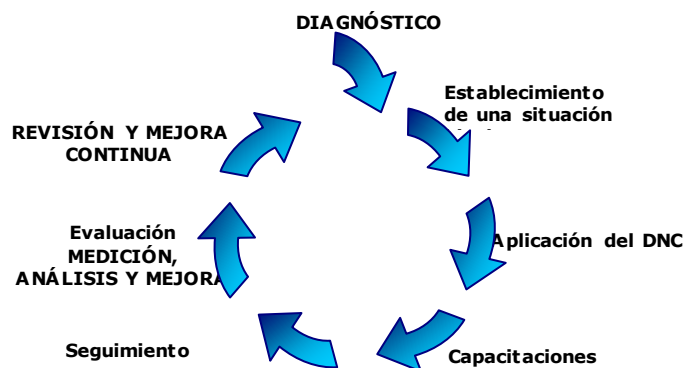 DIAGNÓSTICO
Establecimiento
de una situación
Aplicación del DNC
Capacitaciones
Seguimiento
Evaluación
MEDICIÓN,
ANÁLISIS Y MEJORA
REVISIÓN Y MEJORA
CONTINUA